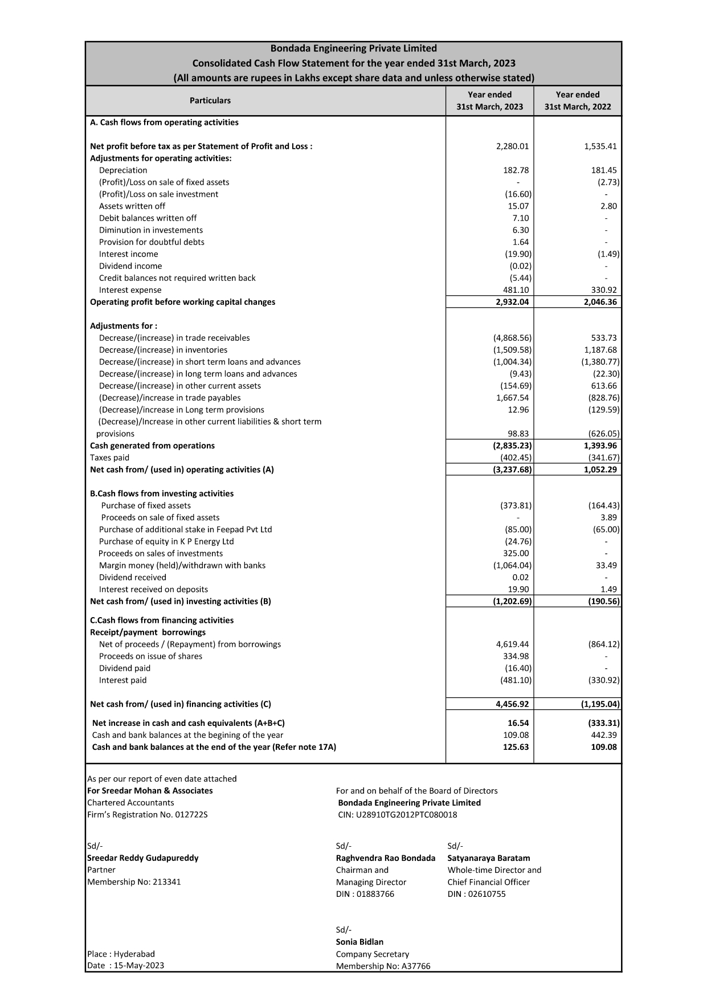 Bondada Engineering Private Limited
Consolidated Cash Flow Statement for the year ended 31st March, 2023
(All amounts are rupees in Lakhs except share data and unless otherwise stated)
Particulars Year ended 31st March, 2023 Year ended 31st March, 2022
A. Cash flows from operating activities
Net profit before tax as per Statement of Profit and Loss : 2,280.01 1,535.41
Adjustments for operating activities:
Depreciation 182.78 181.45
(Profit)/Loss on sale of fixed assets - (2.73)
(Profit)/Loss on sale investment (16.60) -
Assets written off 15.07 2.80
Debit balances written off 7.10 -
Diminution in investements 6.30 -
Provision for doubtful debts 1.64 -
Interest income (19.90) (1.49)
Dividend income (0.02) -
Credit balances not required written back (5.44) -
Interest expense 481.10 330.92
Operating profit before working capital changes 2,932.04 2,046.36
Adjustments for :
Decrease/(increase) in trade receivables (4,868.56) 533.73
Decrease/(increase) in inventories (1,509.58) 1,187.68
Decrease/(increase) in short term loans and advances (1,004.34) (1,380.77)
Decrease/(increase) in long term loans and advances (9.43) (22.30)
Decrease/(increase) in other current assets (154.69) 613.66
(Decrease)/increase in trade payables 1,667.54 (828.76)
(Decrease)/increase in Long term provisions 12.96 (129.59)
(Decrease)/Increase in other current liabilities & short term
provisions 98.83 (626.05)
Cash generated from operations (2,835.23) 1,393.96
Taxes paid (402.45) (341.67)
Net cash from/ (used in) operating activities (A) (3,237.68) 1,052.29
B.Cash flows from investing activities
Purchase of fixed assets (373.81) (164.43)
Proceeds on sale of fixed assets - 3.89
Purchase of additional stake in Feepad Pvt Ltd (85.00) (65.00)
Purchase of equity in K P Energy Ltd (24.76) -
Proceeds on sales of investments 325.00 -
Margin money (held)/withdrawn with banks (1,064.04) 33.49
Dividend received 0.02 -
Interest received on deposits 19.90 1.49
Net cash from/ (used in) investing activities (B) (1,202.69) (190.56)
C.Cash flows from financing activities
Receipt/payment borrowings
Net of proceeds / (Repayment) from borrowings 4,619.44 (864.12)
Proceeds on issue of shares 334.98 -
Dividend paid (16.40) -
Interest paid (481.10) (330.92)
Net cash from/ (used in) financing activities (C) 4,456.92 (1,195.04)
Net increase in cash and cash equivalents (A+B+C) 16.54 (333.31)
Cash and bank balances at the begining of the year 109.08 442.39
Cash and bank balances at the end of the year (Refer note 17A) 125.63 109.08
As per our report of even date attached
For Sreedar Mohan & Associates For and on behalf of the Board of Directors
Chartered Accountants Bondada Engineering Private Limited
Firm's Registration No. 012722S CIN: U28910TG2012PTC080018
Sd/- Sd/- Sd/-
Sreedar Reddy Gudapureddy Raghvendra Rao Bondada Satyanaraya Baratam
Partner Chairman and Whole-time Director and
Membership No: 213341 Managing Director Chief Financial Officer
DIN : 01883766 DIN : 02610755
Sd/-
Sonia Bidlan
Place : Hyderabad Company Secretary
Date : 15-May-2023 Membership No: A37766